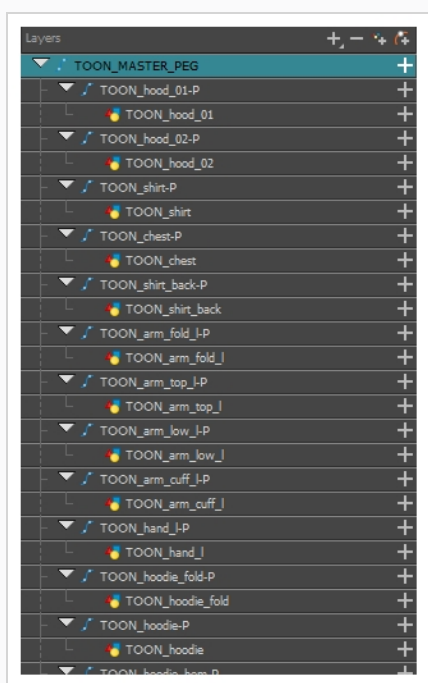 Layers
TOON_MASTER_PEG
TOON_hood_01-P
TOON_hood_01
TOON_hood_02-P
TOON_hood_02
TOON_shirt-P
TOON_shirt
TOON_chest-P
TOON_chest
TOON_shirt_back-P
TOON_shirt_back
TOON_arm_fold_l-P
TOON_arm_fold_l
TOON_arm_top_l-P
TOON_arm_top_l
TOON_arm_low_l-P
TOON_arm_low_l
TOON_arm_cuff_l-P
TOON_arm_cuff_l
TOON_hand_l-P
TOON_hand_l
TOON_hoodie_fold-P
TOON_hoodie_fold
TOON_hoodie-P
TOON_hoodie
TOON_hoodie_hem-P